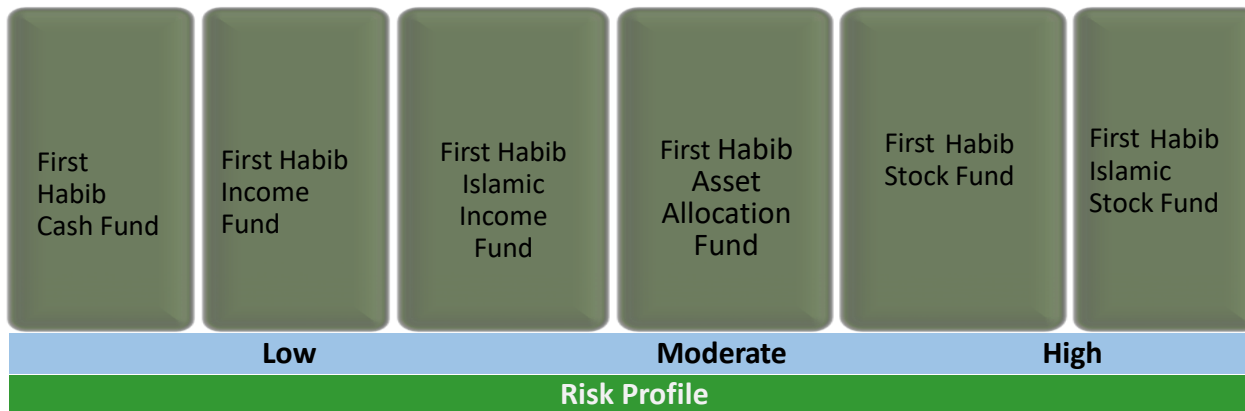 First
Habib
Cash Fund
First Habib
Income
Fund
First Habib
Islamic
Income
Fund
First Habib
Asset
Allocation
Fund
First Habib
Stock Fund
First Habib
Islamic
Stock Fund
Low
Moderate
High
Risk Profile